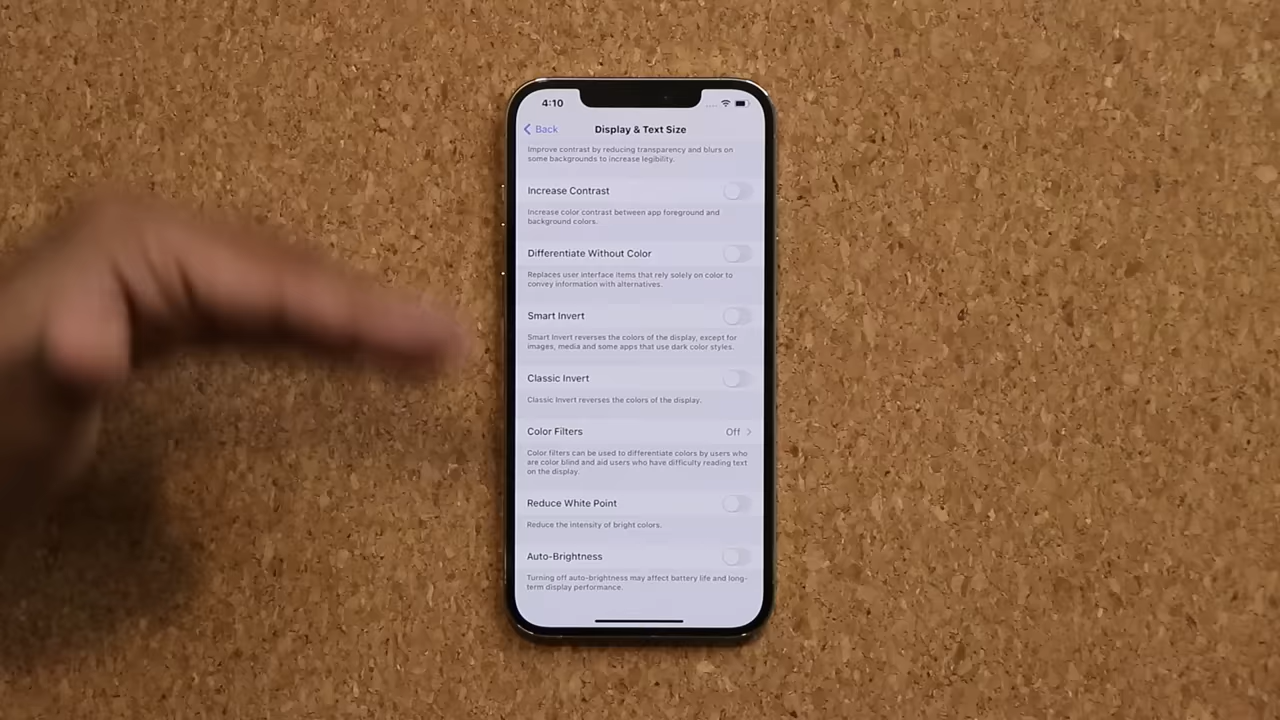 4:10
Back
Display & Text Size
Improve contrast by reducing transparency and blurs on
some backgrounds to increase legibility.
Increase Contrast
Increase color contrast between app foreground and
background colors.
Differentiate Without Color
Replaces user interface items that rely solely on color to
convey information with alternatives.
Smart Invert
Smart Invert reverses the colors of the display, except for
images, media and some apps that use dark color styles.
Classic Invert
Classic Invert reverses the colors of the display.
Color Filters Off
Color filters can be used to differentiate colors by users who
are color blind and aid users who have difficulty reading text
on the display.
Reduce White Point
Reduce the intensity of bright colors.
Auto-Brightness
Turning off auto-brightness may affect battery life and long-
term display performance.